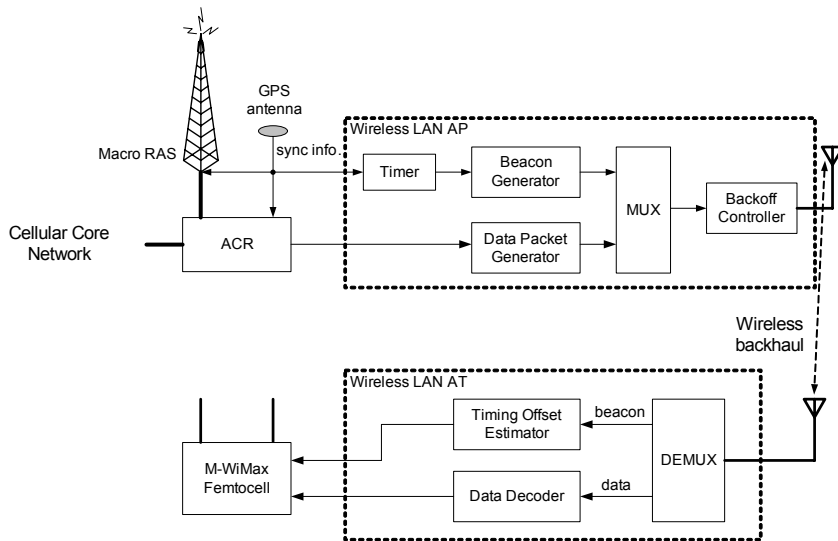 GPS
antenna
Wireless LAN AP
Macro RAS
sync info.
Timer
Beacon
Generator
MUX
Backoff
Controller
Cellular Core
Network
ACR
Data Packet
Generator
Wireless
backhaul
Wireless LAN AT
Timing Offset
Estimator
beacon
DEMUX
M-WiMax
Femtocell
Data Decoder
data